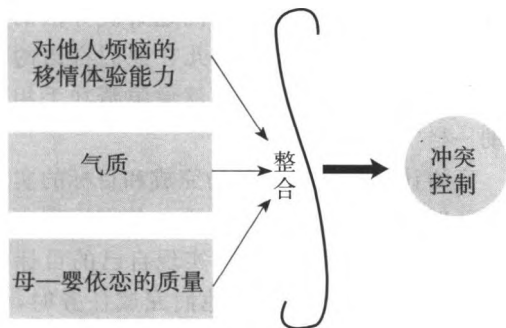 对他人烦恼的
移情体验能力
气质
母—婴依恋的质量
整
合
冲突
控制